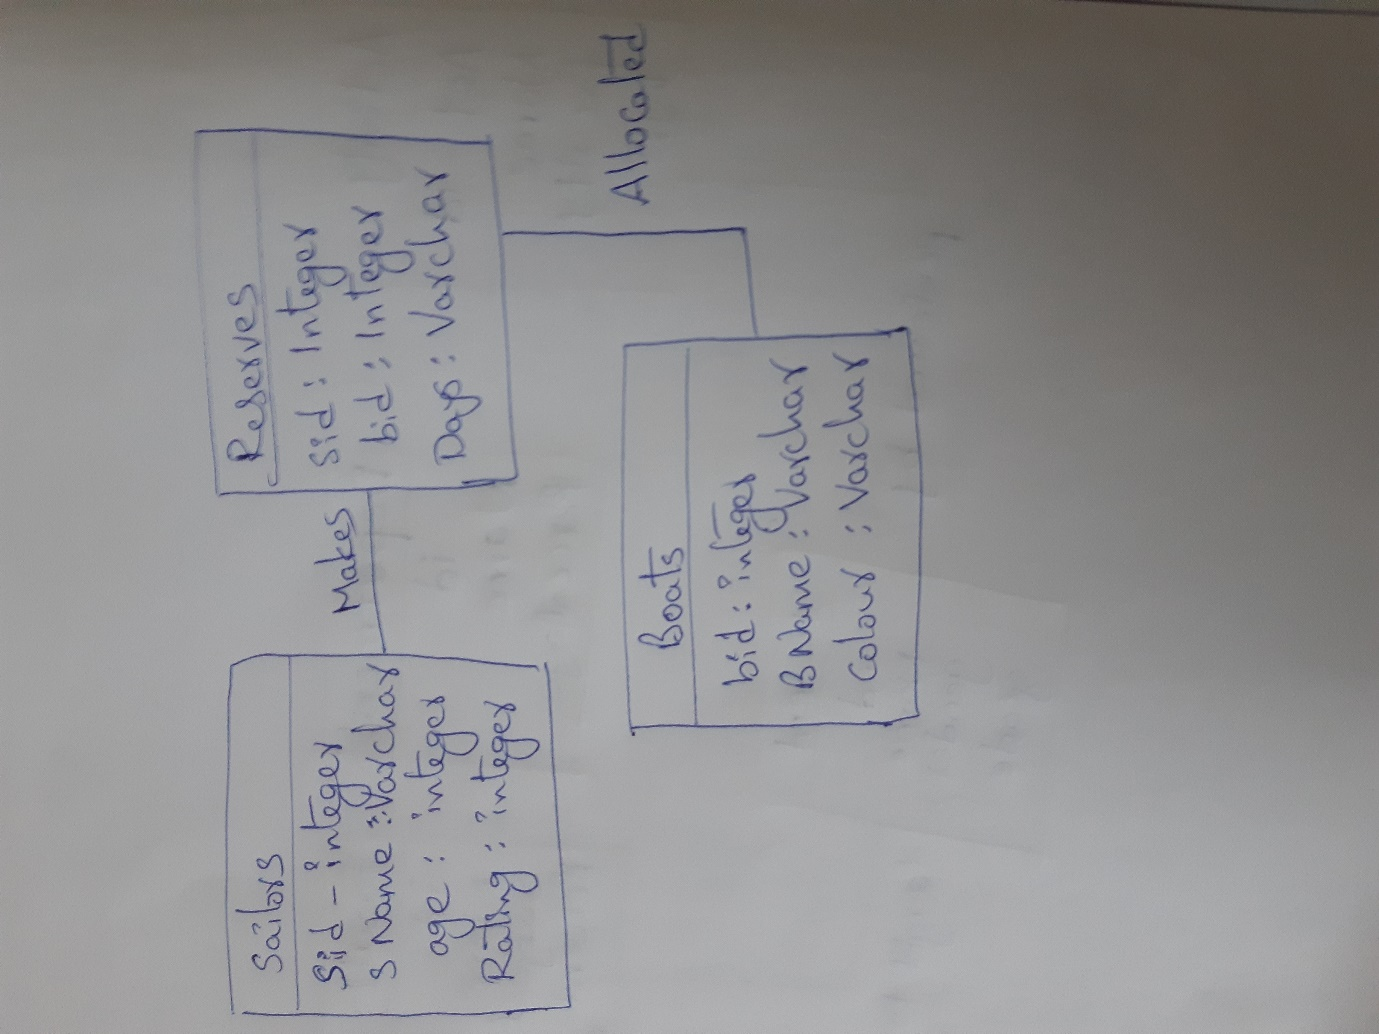 Sailors
Sid - integer
SName : Varchar
age : integer
Rating : integer
Makes
Reserves
Sid : Integer
bid : Integer
Days : Varchar
Allocated
Boats
bid : integer
BName : Varchar
Colour : Varchar